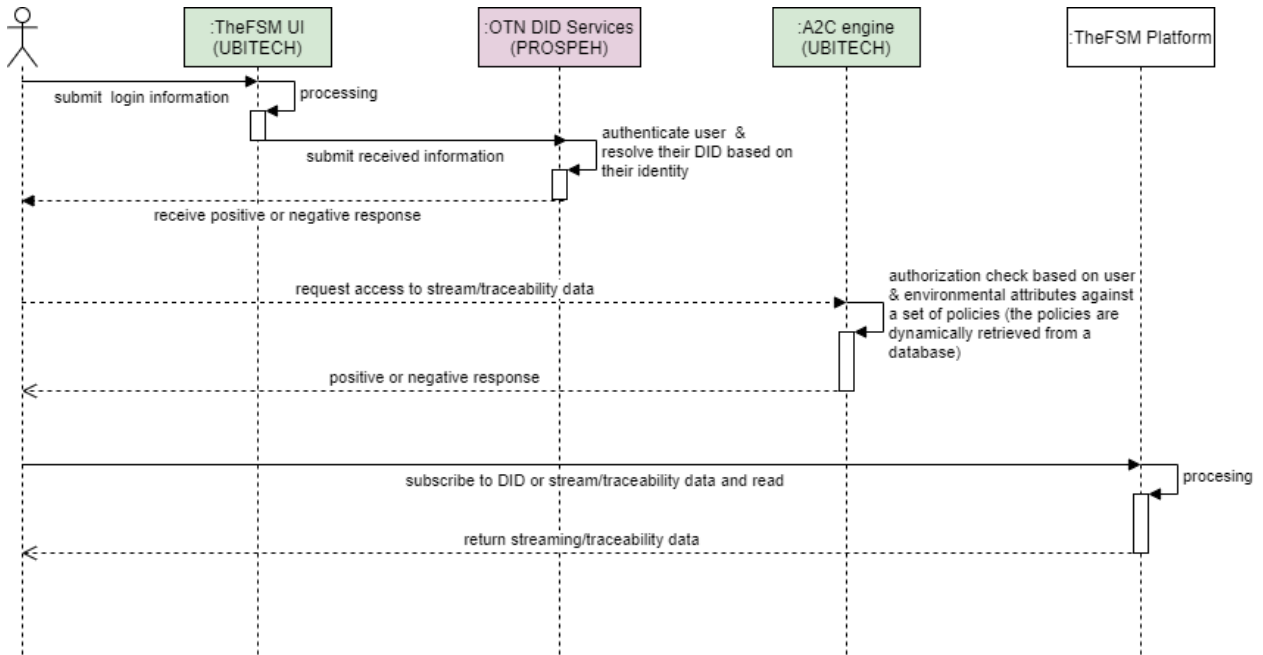 :TheFSM UI
(UBITECH)
:OTN DID Services
(PROSPEH)
:A2C engine
(UBITECH)
:TheFSM Platform
submit login information
processing
submit received information
authenticate user &
resolve their DID based on
their identity
receive positive or negative response
request access to stream/traceability data
authorization check based on user
& environmental attributes against
a set of policies (the policies are
dynamically retrieved from a
database)
positive or negative response
subscribe to DID or stream/traceability data and read
procesing
return streaming/traceability data